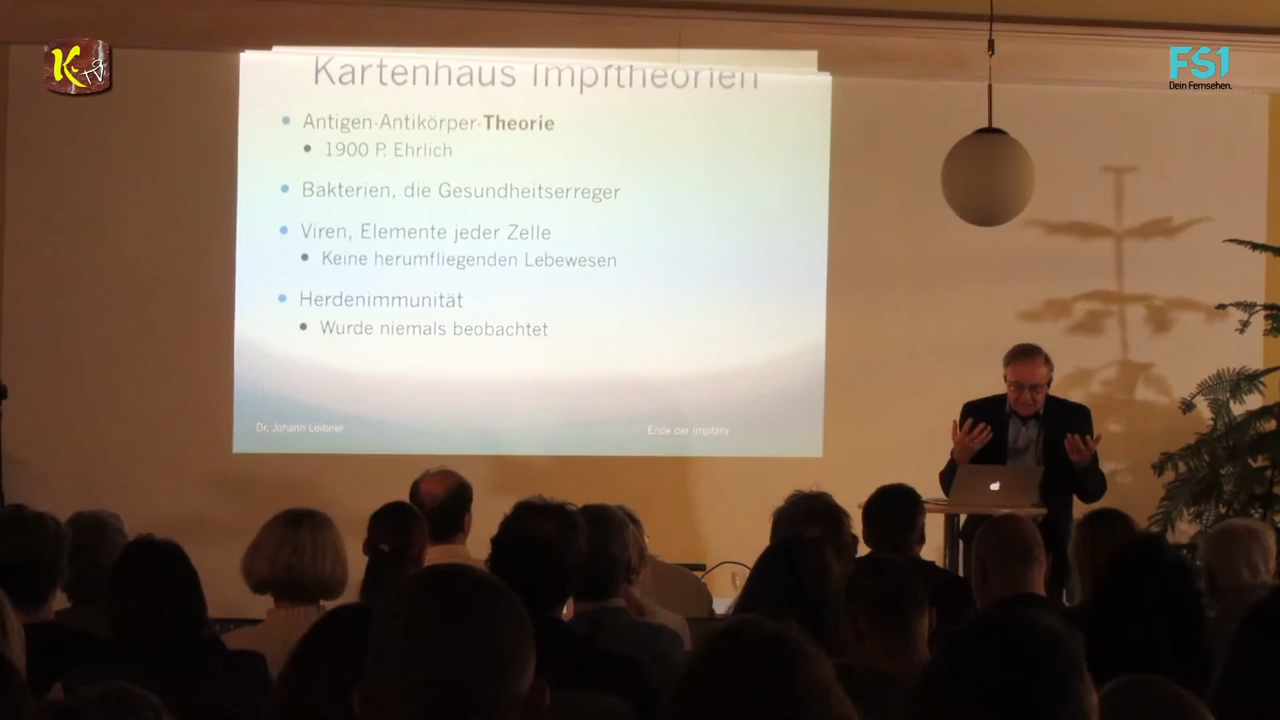 K TV
FS1
Dein Fernsehen.
Kartenhaus Impftheorien
Antigen-Antikörper-Theorie
1900 P. Ehrlich
Bakterien, die Gesundheitserreger
Viren, Elemente jeder Zelle
Keine herumfliegenden Lebewesen
Herdenimmunität
Wurde niemals beobachtet
Dr. Johann Loibner
Ende der Impfära